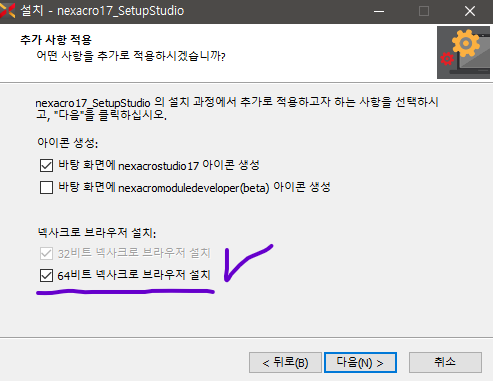 설치 - nexacro17_SetupStudio
추가 사항 적용
어떤 사항을 추가로 적용하시겠습니까?
nexacro17_SetupStudio 의 설치 과정에서 추가로 적용하고자 하는 사항을 선택하시
고, "다음"을 클릭하십시오.
아이콘 생성:
바탕 화면에 nexacrostudio17 아이콘 생성
바탕 화면에 nexacromoduledeveloper(beta) 아이콘 생성
넥사크로 브라우저 설치:
32비트 넥사크로 브라우저 설치
64비트 넥사크로 브라우저 설치
< 뒤로(B) 다음(N) > 취소